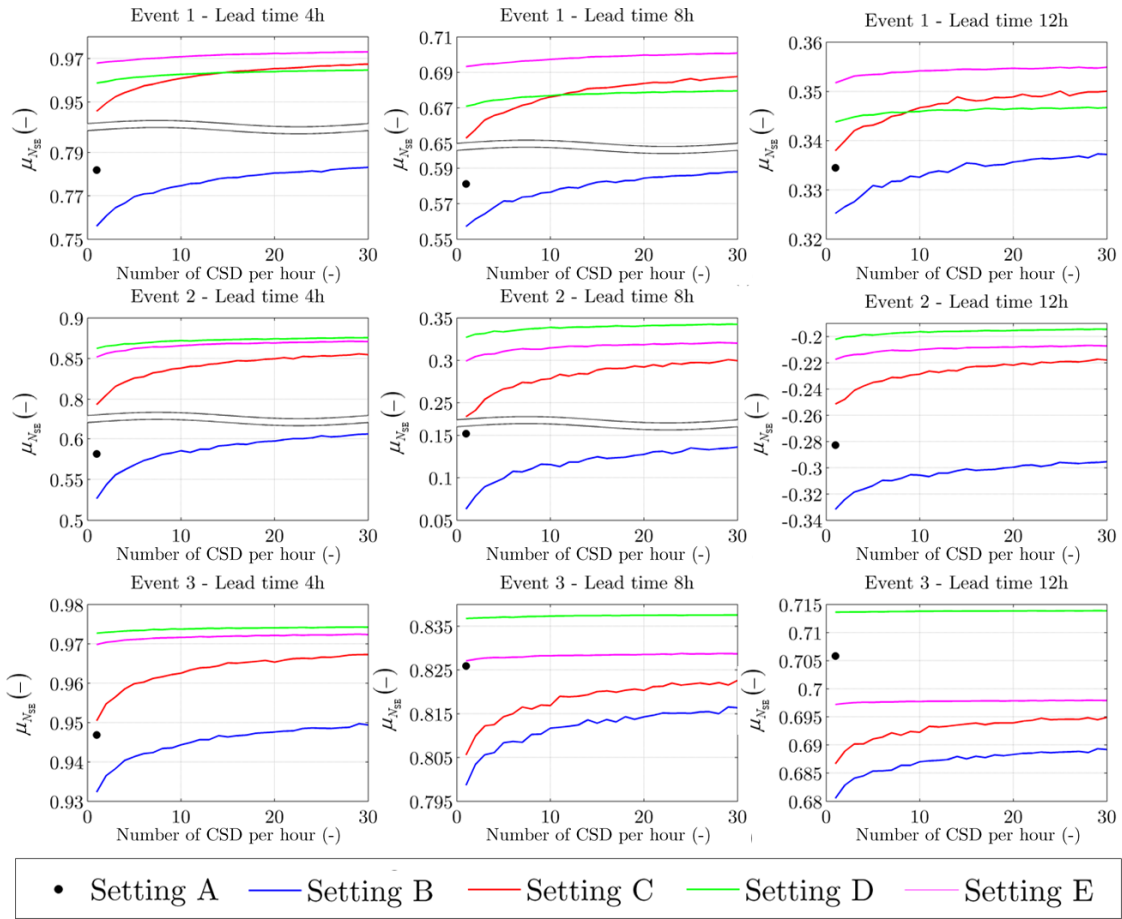 Event 1 - Lead time 4h
0.97
0.95
0.79
0.77
0.75
μ_NSE (−)
0 10 20 30
Number of CSD per hour (-)
Event 1 - Lead time 8h
0.71
0.69
0.67
0.65
0.59
0.57
0.55
μ_NSE (−)
0 10 20 30
Number of CSD per hour (-)
Event 1 - Lead time 12h
0.36
0.35
0.34
0.33
0.32
μ_NSE (−)
0 10 20 30
Number of CSD per hour (-)
Event 2 - Lead time 4h
0.9
0.85
0.8
0.6
0.55
0.5
μ_NSE (−)
0 10 20 30
Number of CSD per hour (-)
Event 2 - Lead time 8h
0.35
0.3
0.25
0.15
0.1
0.05
μ_NSE (−)
0 10 20 30
Number of CSD per hour (-)
Event 2 - Lead time 12h
-0.2
-0.22
-0.24
-0.26
-0.28
-0.3
-0.32
-0.34
μ_NSE (−)
0 10 20 30
Number of CSD per hour (-)
Event 3 - Lead time 4h
0.98
0.97
0.96
0.95
0.94
0.93
μ_NSE (−)
0 10 20 30
Number of CSD per hour (-)
Event 3 - Lead time 8h
0.835
0.825
0.815
0.805
0.795
μ_NSE (−)
0 10 20 30
Number of CSD per hour (-)
Event 3 - Lead time 12h
0.715
0.71
0.705
0.7
0.695
0.69
0.685
0.68
μ_NSE (−)
0 10 20 30
Number of CSD per hour (-)
Setting A Setting B Setting C Setting D Setting E